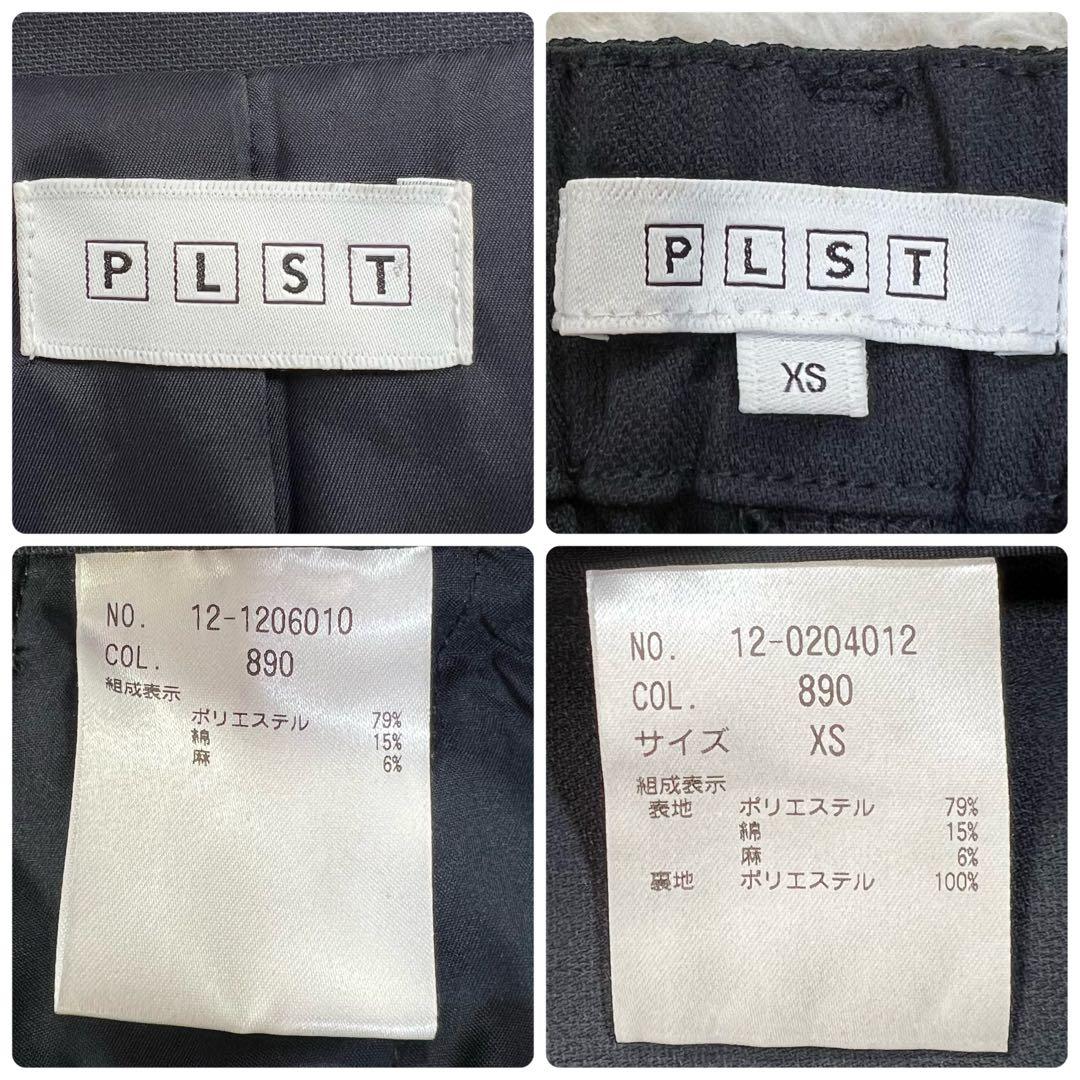 PLST
PLST
XS
NO. 12-1206010
COL. 890
組成表示
ポリエステル 79%
綿 15%
麻 6%
NO. 12-0204012
COL. 890
サイズ XS
組成表示
表地 ポリエステル 79%
綿 15%
麻 6%
裏地 ポリエステル 100%